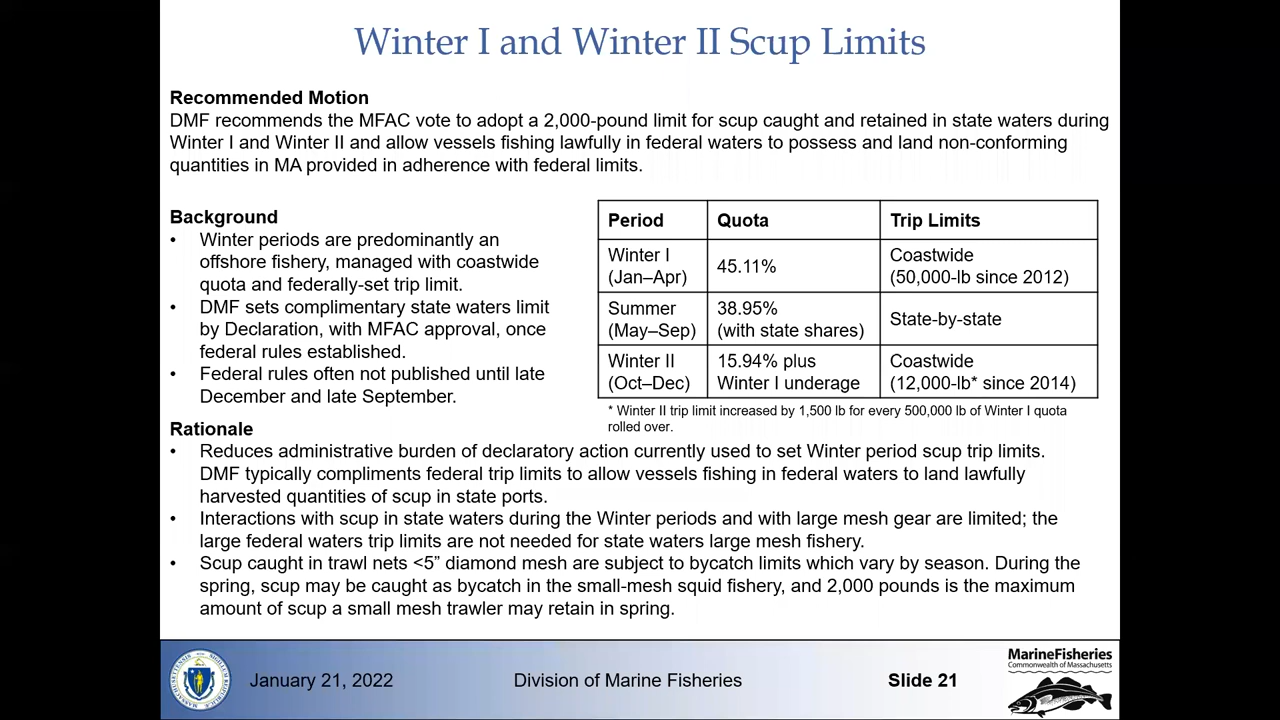 Winter I and Winter II Scup Limits
Recommended Motion
DMF recommends the MFAC vote to adopt a 2,000-pound limit for scup caught and retained in state waters during
Winter I and Winter II and allow vessels fishing lawfully in federal waters to possess and land non-conforming
quantities in MA provided in adherence with federal limits.
Background
• Winter periods are predominantly an
offshore fishery, managed with coastwide
quota and federally-set trip limit.
• DMF sets complimentary state waters limit
by Declaration, with MFAC approval, once
federal rules established.
• Federal rules often not published until late
December and late September.
Period Quota Trip Limits
Winter I
(Jan–Apr)
45.11%
Coastwide
(50,000-lb since 2012)
Summer
(May–Sep)
38.95%
(with state shares)
State-by-state
Winter II
(Oct–Dec)
15.94% plus
Winter I underage
Coastwide
(12,000-lb* since 2014)
* Winter II trip limit increased by 1,500 lb for every 500,000 lb of Winter I quota
rolled over.
Rationale
• Reduces administrative burden of declaratory action currently used to set Winter period scup trip limits.
DMF typically compliments federal trip limits to allow vessels fishing in federal waters to land lawfully
harvested quantities of scup in state ports.
• Interactions with scup in state waters during the Winter periods and with large mesh gear are limited; the
large federal waters trip limits are not needed for state waters large mesh fishery.
• Scup caught in trawl nets <5” diamond mesh are subject to bycatch limits which vary by season. During the
spring, scup may be caught as bycatch in the small-mesh squid fishery, and 2,000 pounds is the maximum
amount of scup a small mesh trawler may retain in spring.
January 21, 2022
Division of Marine Fisheries
Slide 21
MarineFisheries
Commonwealth of Massachusetts